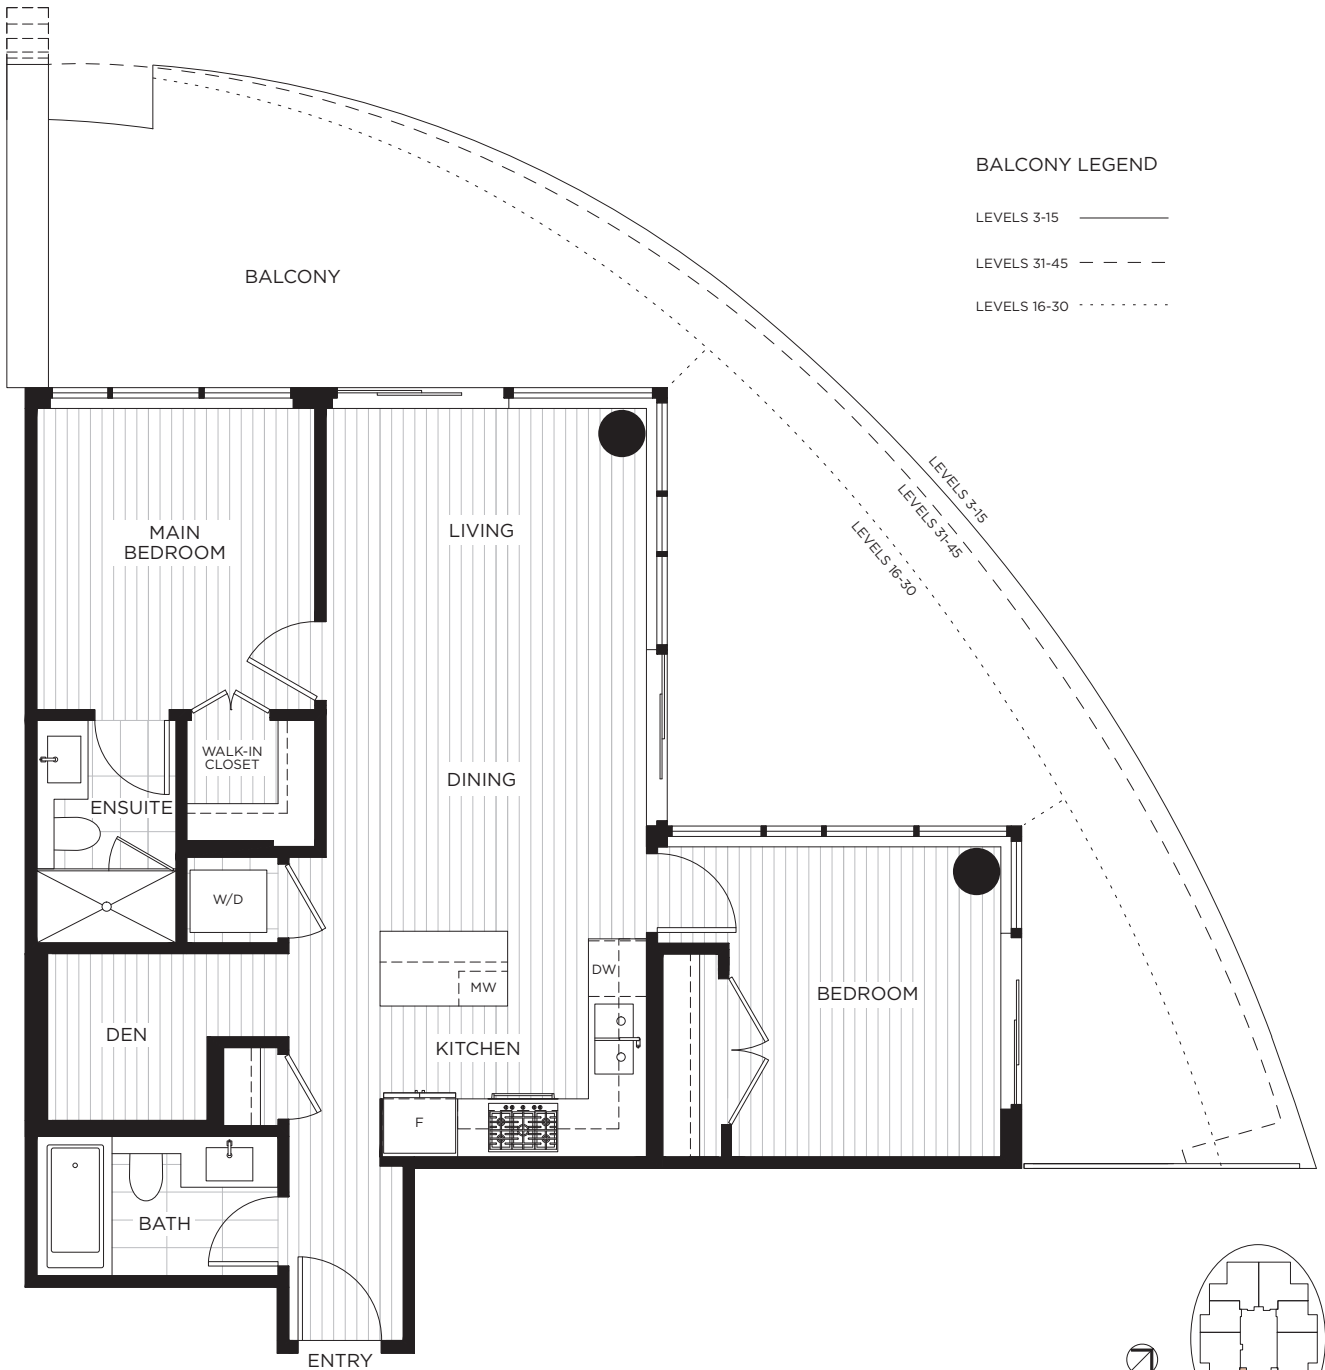 BALCONY LEGEND
LEVELS 3-15
LEVELS 31-45
LEVELS 16-30
BALCONY
LEVELS 3-15
LEVELS 31-45
LEVELS 16-30
MAIN
BEDROOM
LIVING
WALK-IN
CLOSET
DINING
ENSUITE
W/D
DW
MW
BEDROOM
DEN
KITCHEN
F
BATH
ENTRY